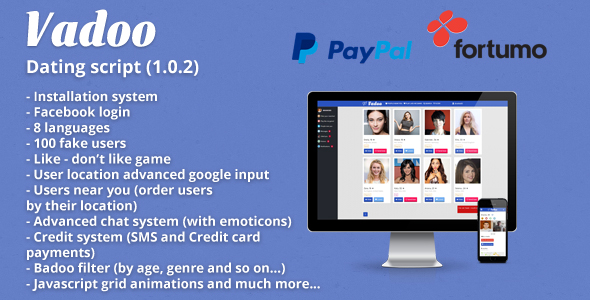 Vadoo
Dating script (1.0.2)
PayPal
fortumo
- Installation system
- Facebook login
- 8 languages
- 100 fake users
- Like - don't like game
- User location advanced google input
- Users near you (order users
by their location)
- Advanced chat system (with emoticons)
- Credit system (SMS and Credit card
payments)
- Badoo filter (by age, genre and so on...)
- Javascript grid animations and much more...
Vadoo